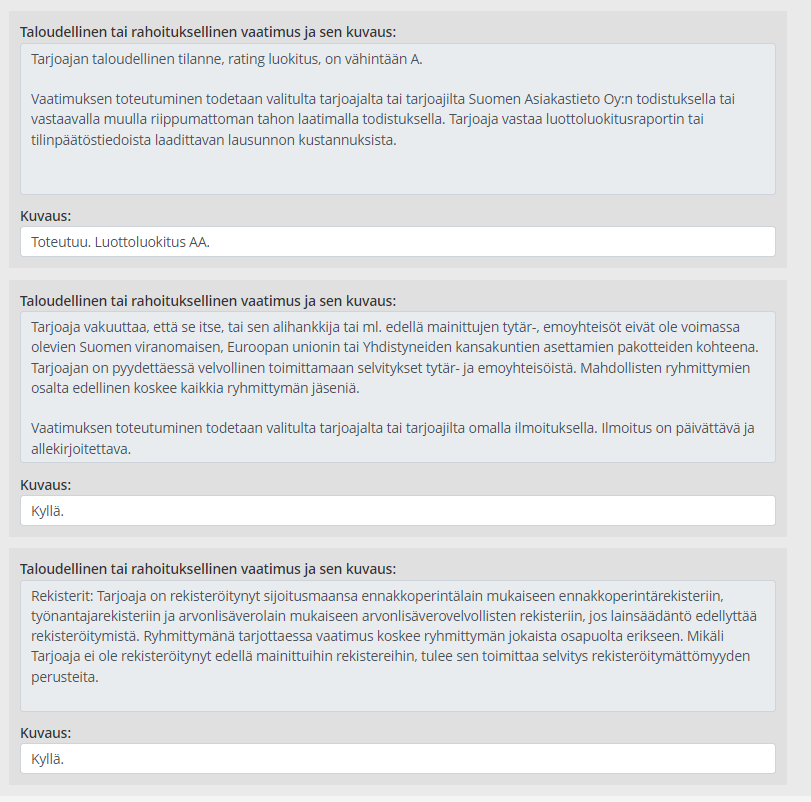 Taloudellinen tai rahoituksellinen vaatimus ja sen kuvaus:
Tarjoajan taloudellinen tilanne, rating luokitus, on vähintään A.
Vaatimuksen toteutuminen todetaan valitulta tarjoajalta tai tarjoajilta Suomen Asiakastieto Oy:n todistuksella tai
vastaavalla muulla riippumattoman tahon laatimalla todistuksella. Tarjoaja vastaa luottoluokitusraportin tai
tilinpäätöstiedoista laadittavan lausunnon kustannuksista.
Kuvaus:
Toteutuu. Luottoluokitus AA.
Taloudellinen tai rahoituksellinen vaatimus ja sen kuvaus:
Tarjoaja vakuuttaa, että se itse, tai sen alihankkija tai ml. edellä mainittujen tytär-, emoyhteisöt eivät ole voimassa
olevien Suomen viranomaisen, Euroopan unionin tai Yhdistyneiden kansakuntien asettamien pakotteiden kohteena.
Tarjoajan on pyydettäessä velvollinen toimittamaan selvitykset tytär- ja emoyhteisöistä. Mahdollisten ryhmittymien
osalta edellinen koskee kaikkia ryhmittymän jäseniä.
Vaatimuksen toteutuminen todetaan valitulta tarjoajalta tai tarjoajilta omalla ilmoituksella. Ilmoitus on päivättävä ja
allekirjoitettava.
Kuvaus:
Kyllä.
Taloudellinen tai rahoituksellinen vaatimus ja sen kuvaus:
Rekisterit: Tarjoaja on rekisteröitynyt sijoitusmaansa ennakkoperintälain mukaiseen ennakkoperintärekisteriin,
työnantajarekisteriin ja arvonlisäverolain mukaiseen arvonlisäverovelvollisten rekisteriin, jos lainsäädäntö edellyttää
rekisteröitymistä. Ryhmittymänä tarjottaessa vaatimus koskee ryhmittymän jokaista osapuolta erikseen. Mikäli
Tarjoaja ei ole rekisteröitynyt edellä mainittuihin rekistereihin, tulee sen toimittaa selvitys rekisteröitymättömyyden
perusteita.
Kuvaus:
Kyllä.